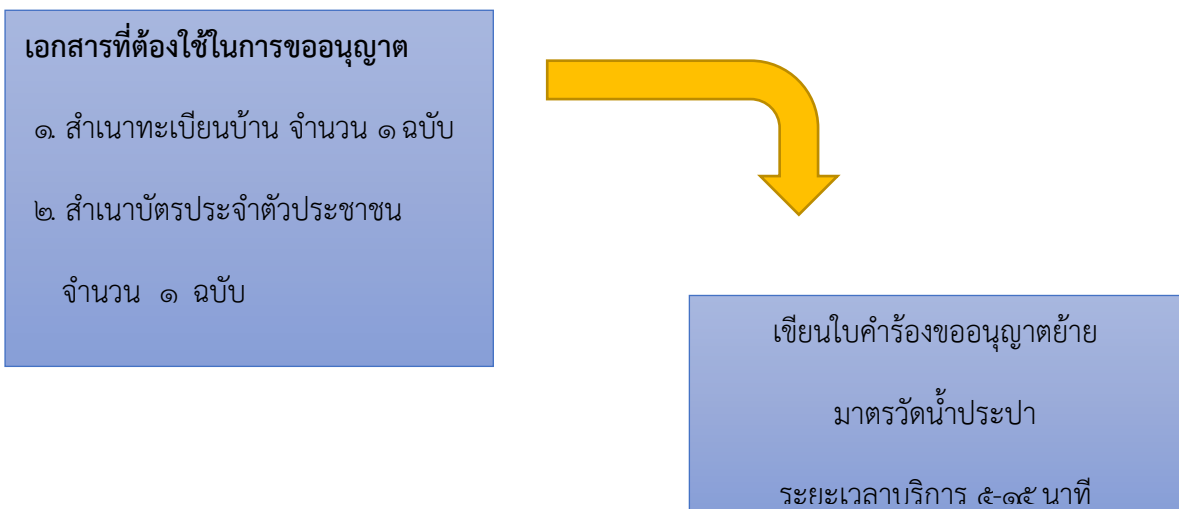 เอกสารที่ต้องใช้ในการขออนุญาต
๑. สำเนาทะเบียนบ้าน จำนวน ๑ ฉบับ
๒. สำเนาบัตรประจำตัวประชาชน
จำนวน ๑ ฉบับ
เขียนใบคำร้องขออนุญาตย้าย
มาตรวัดน้ำประปา
ระยะเวลาบริการ ๕-๑๕ นาที